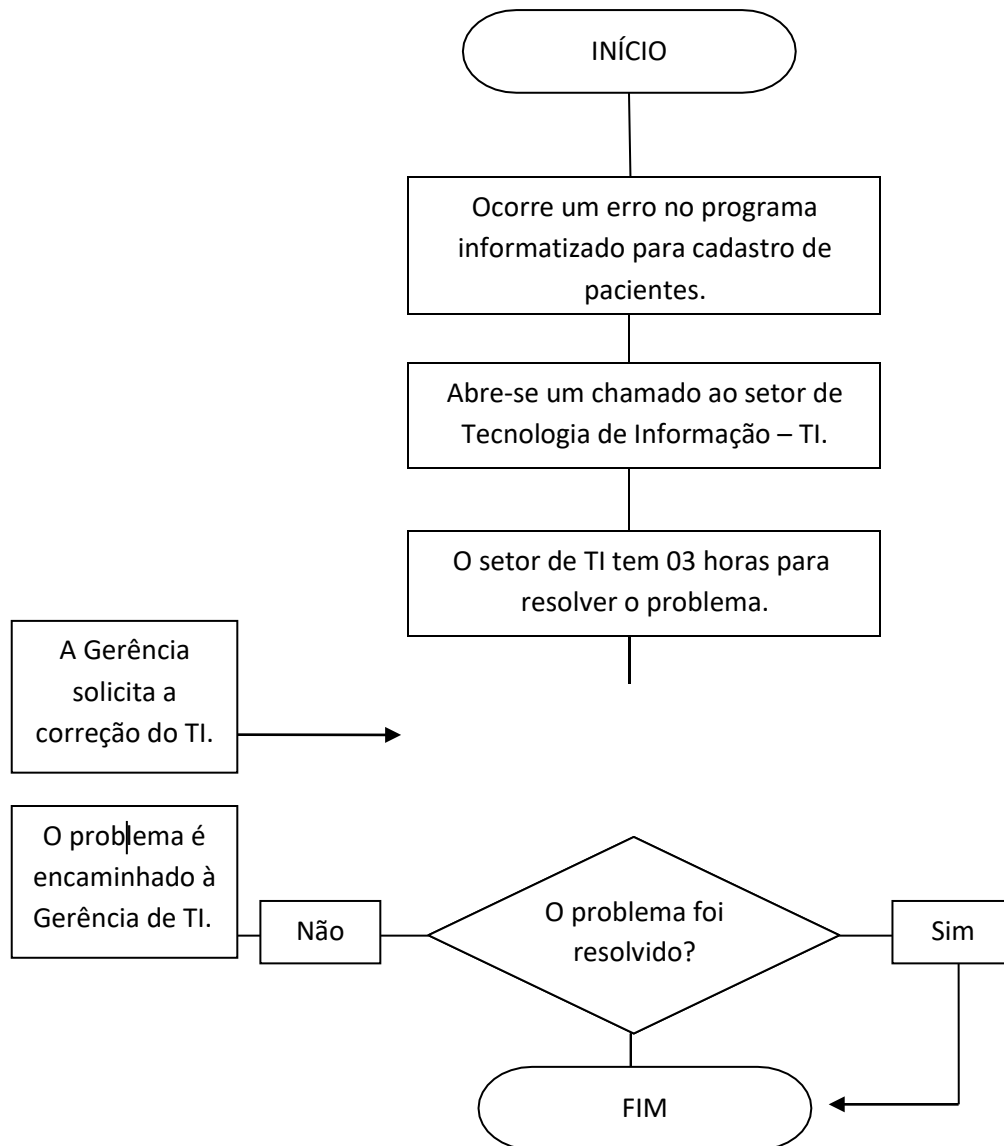 INÍCIO
Ocorre um erro no programa
informatizado para cadastro de
pacientes.
Abre-se um chamado ao setor de
Tecnologia de Informação – TI.
O setor de TI tem 03 horas para
resolver o problema.
A Gerência
solicita a
correção do TI.
O problema é
encaminhado à
Gerência de TI.
Não
O problema foi
resolvido?
Sim
FIM